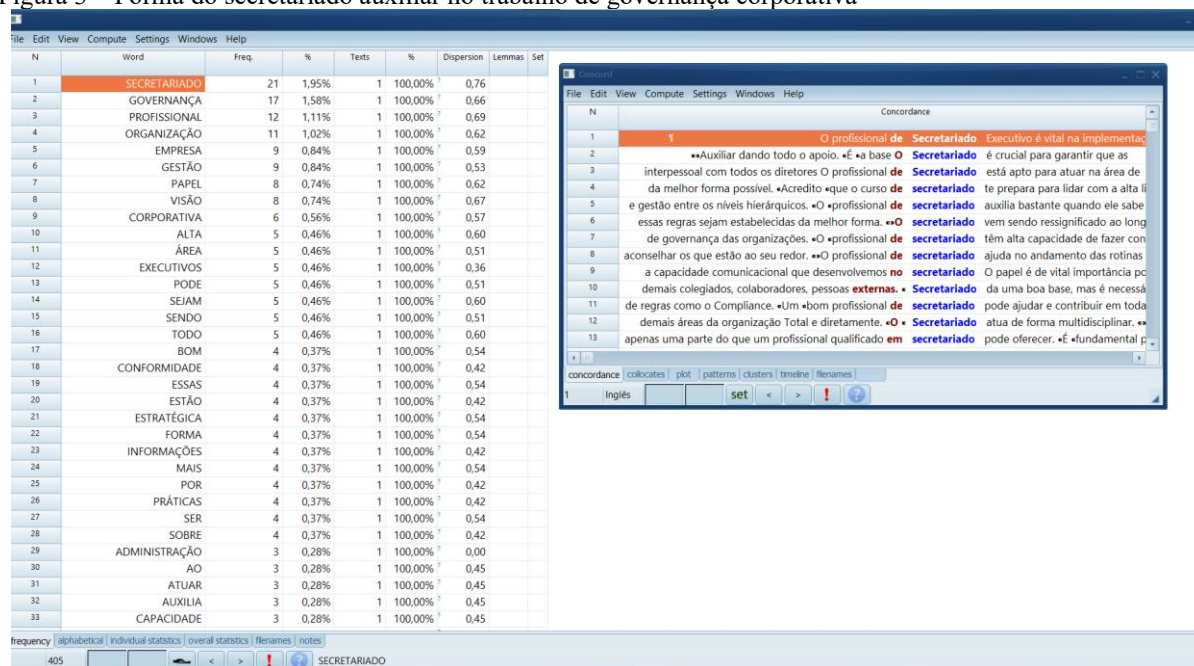 Figura 3 – Forma do secretariado auxiliar no trabalho de governança corporativa
File Edit View Compute Settings Windows Help
N Word Freq. % Texts % Dispersion Lemmas Set
1 SECRETARIADO 21 1,95% 1 100,00% 0,76
2 GOVERNANÇA 17 1,58% 1 100,00% 0,66
3 PROFISSIONAL 12 1,11% 1 100,00% 0,69
4 ORGANIZAÇÃO 11 1,02% 1 100,00% 0,62
5 EMPRESA 9 0,84% 1 100,00% 0,59
6 GESTÃO 9 0,84% 1 100,00% 0,53
7 PAPEL 8 0,74% 1 100,00% 0,62
8 VISÃO 8 0,74% 1 100,00% 0,67
9 CORPORATIVA 6 0,56% 1 100,00% 0,57
10 ALTA 5 0,46% 1 100,00% 0,60
11 ÁREA 5 0,46% 1 100,00% 0,51
12 EXECUTIVOS 5 0,46% 1 100,00% 0,36
13 PODE 5 0,46% 1 100,00% 0,51
14 SEJAM 5 0,46% 1 100,00% 0,60
15 SENDO 5 0,46% 1 100,00% 0,51
16 TODO 5 0,46% 1 100,00% 0,60
17 BOM 4 0,37% 1 100,00% 0,54
18 CONFORMIDADE 4 0,37% 1 100,00% 0,42
19 ESSAS 4 0,37% 1 100,00% 0,54
20 ESTÃO 4 0,37% 1 100,00% 0,42
21 ESTRATÉGICA 4 0,37% 1 100,00% 0,54
22 FORMA 4 0,37% 1 100,00% 0,54
23 INFORMAÇÕES 4 0,37% 1 100,00% 0,42
24 MAIS 4 0,37% 1 100,00% 0,54
25 POR 4 0,37% 1 100,00% 0,42
26 PRÁTICAS 4 0,37% 1 100,00% 0,42
27 SER 4 0,37% 1 100,00% 0,54
28 SOBRE 4 0,37% 1 100,00% 0,42
29 ADMINISTRAÇÃO 3 0,28% 1 100,00% 0,00
30 AO 3 0,28% 1 100,00% 0,45
31 ATUAR 3 0,28% 1 100,00% 0,45
32 AUXILIA 3 0,28% 1 100,00% 0,45
33 CAPACIDADE 3 0,28% 1 100,00% 0,45
frequency alphabetical individual statistics overall statistics filenames notes
405 SECRETARIADO
Concord
File Edit View Compute Settings Windows Help
N Concordance
1 ¶ O profissional de Secretariado Executivo é vital na implementaç
2 Auxiliar dando todo o apoio. •É •a base O Secretariado é crucial para garantir que as
3 interpessoal com todos os diretores O profissional de Secretariado está apto para atuar na área de
4 da melhor forma possível. •Acredito •que o curso de secretariado te prepara para lidar com a alta li
5 e gestão entre os níveis hierárquicos. •O •profissional de secretariado auxilia bastante quando ele sabe
6 essas regras sejam estabelecidas da melhor forma. ••O secretariado vem sendo ressignificado ao long
7 de governança das organizações. •O •profissional de secretariado têm alta capacidade de fazer con
8 aconselhar os que estão ao seu redor. ••O profissional de secretariado ajuda no andamento das rotinas
9 a capacidade comunicacional que desenvolvemos no secretariado O papel é de vital importância po
10 demais colegiados, colaboradores, pessoas externas. • Secretariado da uma boa base, mas é necessá
11 de regras como o Compliance. •Um •bom profissional de secretariado pode ajudar e contribuir em toda
12 demais áreas da organização Total e diretamente. •O • Secretariado atua de forma multidisciplinar. ••
13 apenas uma parte do que um profissional qualificado em secretariado pode oferecer. •É •fundamental p
concordance collocates plot patterns clusters timeline filenames
1 Inglês set < > ! ?